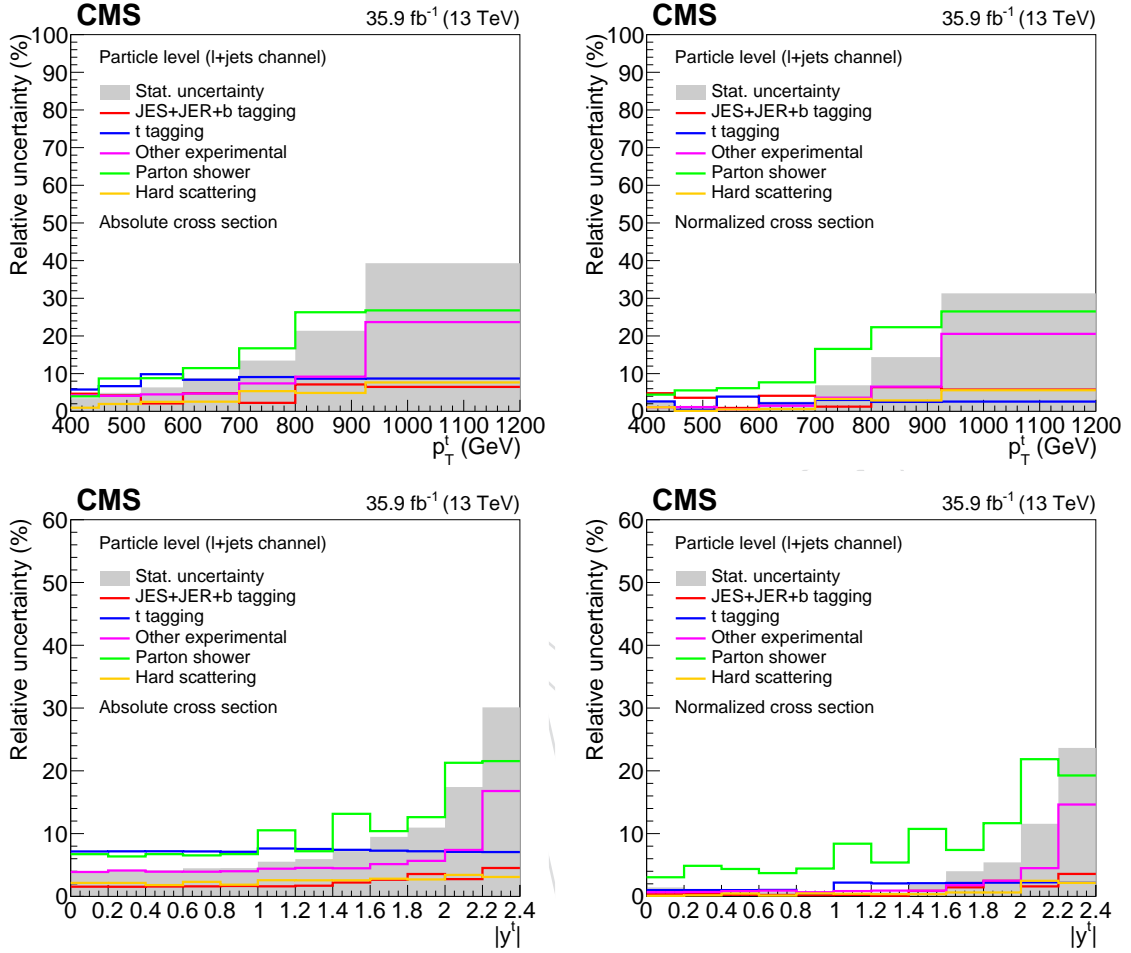 CMS 35.9 fb⁻¹ (13 TeV)
Relative uncertainty (%)
100
90
80
70
60
50
40
30
20
10
0
Particle level (l+jets channel)
Stat. uncertainty
JES+JER+b tagging
t tagging
Other experimental
Parton shower
Hard scattering
Absolute cross section
400 500 600 700 800 900 1000 1100 1200
p_T^t (GeV)
CMS 35.9 fb⁻¹ (13 TeV)
Relative uncertainty (%)
100
90
80
70
60
50
40
30
20
10
0
Particle level (l+jets channel)
Stat. uncertainty
JES+JER+b tagging
t tagging
Other experimental
Parton shower
Hard scattering
Normalized cross section
400 500 600 700 800 900 1000 1100 1200
p_T^t (GeV)
CMS 35.9 fb⁻¹ (13 TeV)
Relative uncertainty (%)
60
50
40
30
20
10
0
Particle level (l+jets channel)
Stat. uncertainty
JES+JER+b tagging
t tagging
Other experimental
Parton shower
Hard scattering
Absolute cross section
0 0.2 0.4 0.6 0.8 1 1.2 1.4 1.6 1.8 2 2.2 2.4
|y^t|
CMS 35.9 fb⁻¹ (13 TeV)
Relative uncertainty (%)
60
50
40
30
20
10
0
Particle level (l+jets channel)
Stat. uncertainty
JES+JER+b tagging
t tagging
Other experimental
Parton shower
Hard scattering
Normalized cross section
0 0.2 0.4 0.6 0.8 1 1.2 1.4 1.6 1.8 2 2.2 2.4
|y^t|